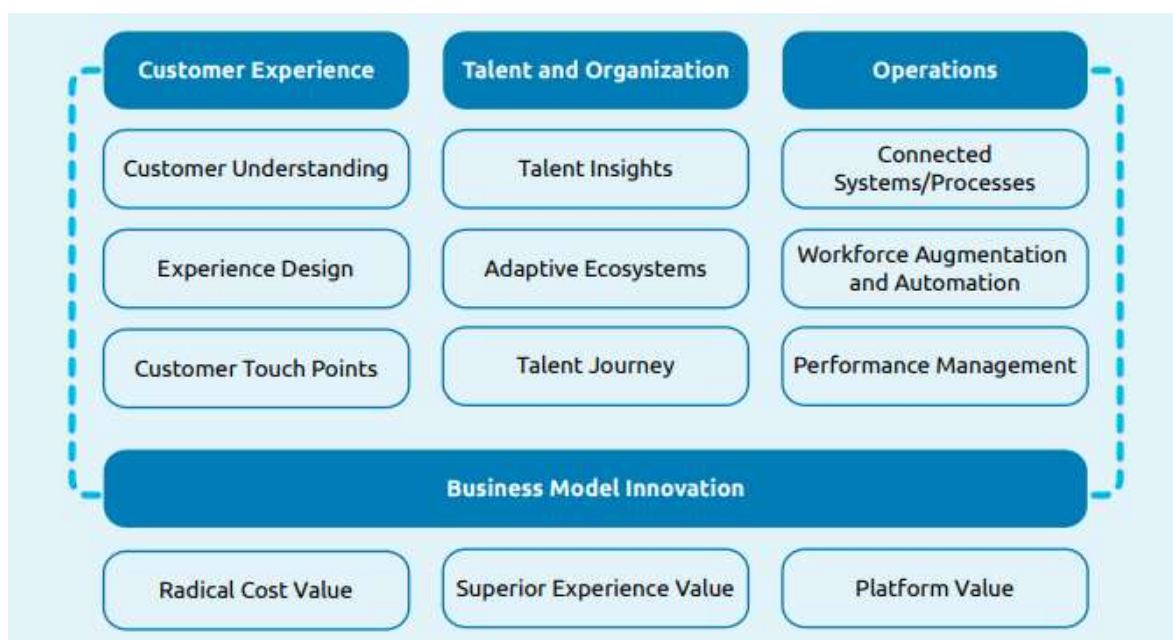 Customer Experience
Talent and Organization
Operations
Customer Understanding
Talent Insights
Connected
Systems/Processes
Experience Design
Adaptive Ecosystems
Workforce Augmentation
and Automation
Customer Touch Points
Talent Journey
Performance Management
Business Model Innovation
Radical Cost Value
Superior Experience Value
Platform Value